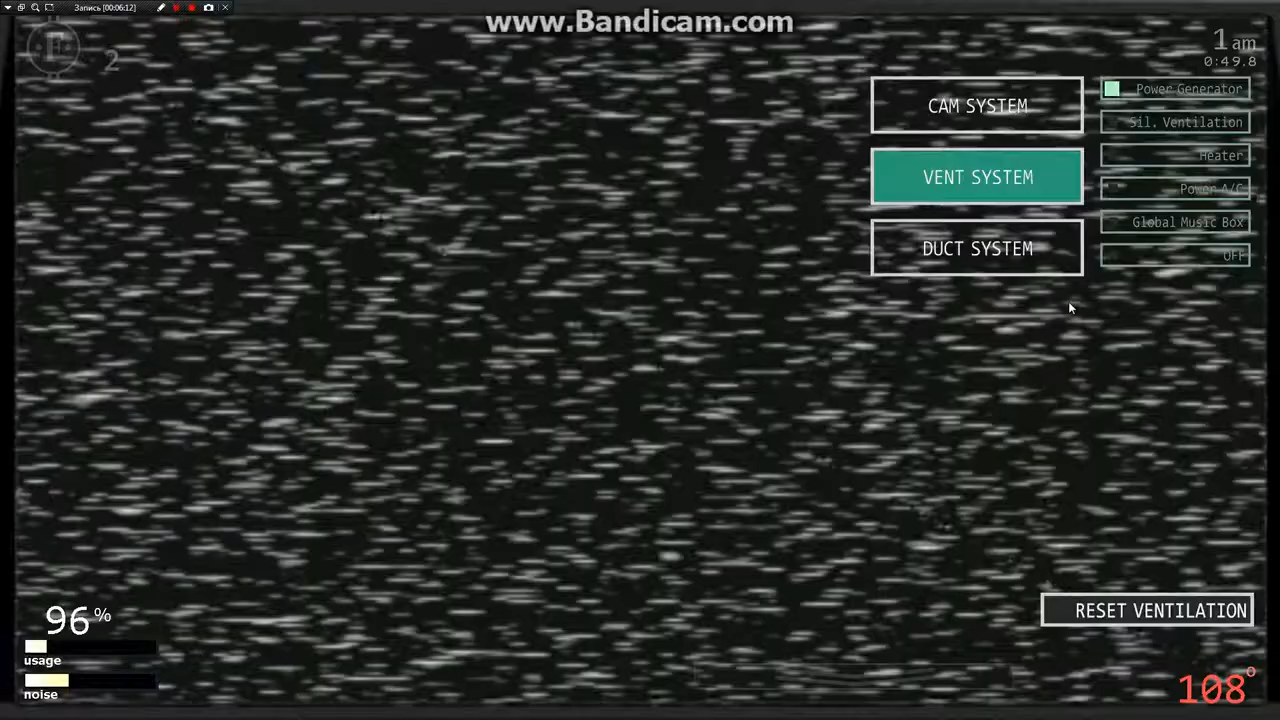 Запись [00:06:12]
www.Bandicam.com
2
1 am
0:49.8
CAM SYSTEM
VENT SYSTEM
DUCT SYSTEM
Power Generator
Sil. Ventilation
Heater
Power A/C
Global Music Box
OFF
96%
usage
noise
RESET VENTILATION
108°